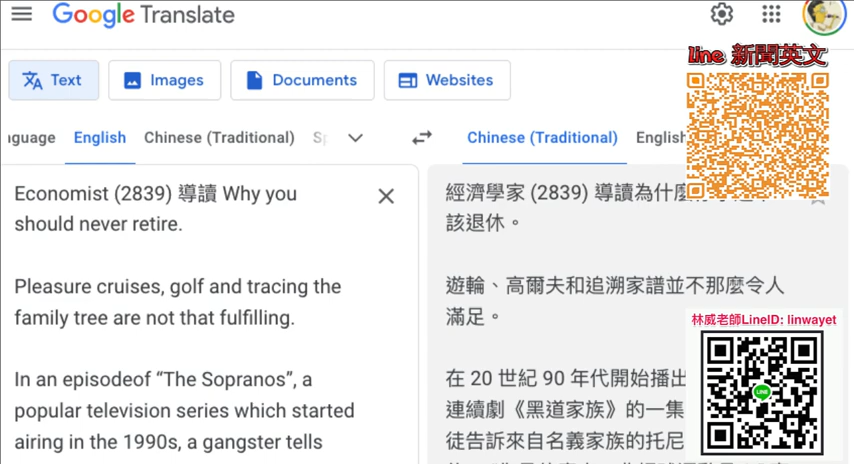 Google Translate
line 新聞英文
Text
Images
Documents
Websites
nguage
English
Chinese (Traditional)
Sp
Chinese (Traditional)
English
Economist (2839) 導讀 Why you
should never retire.
經濟學家 (2839) 導讀為什麼
該退休。
Pleasure cruises, golf and tracing the
family tree are not that fulfilling.
遊輪、高爾夫和追溯家譜並不那麼令人
滿足。
林威老師LineID: linwayet
LINE
In an episodeof “The Sopranos”, a
popular television series which started
airing in the 1990s, a gangster tells
在 20 世紀 90 年代開始播出
連續劇《黑道家族》的一集
徒告訴來自名義家族的托尼